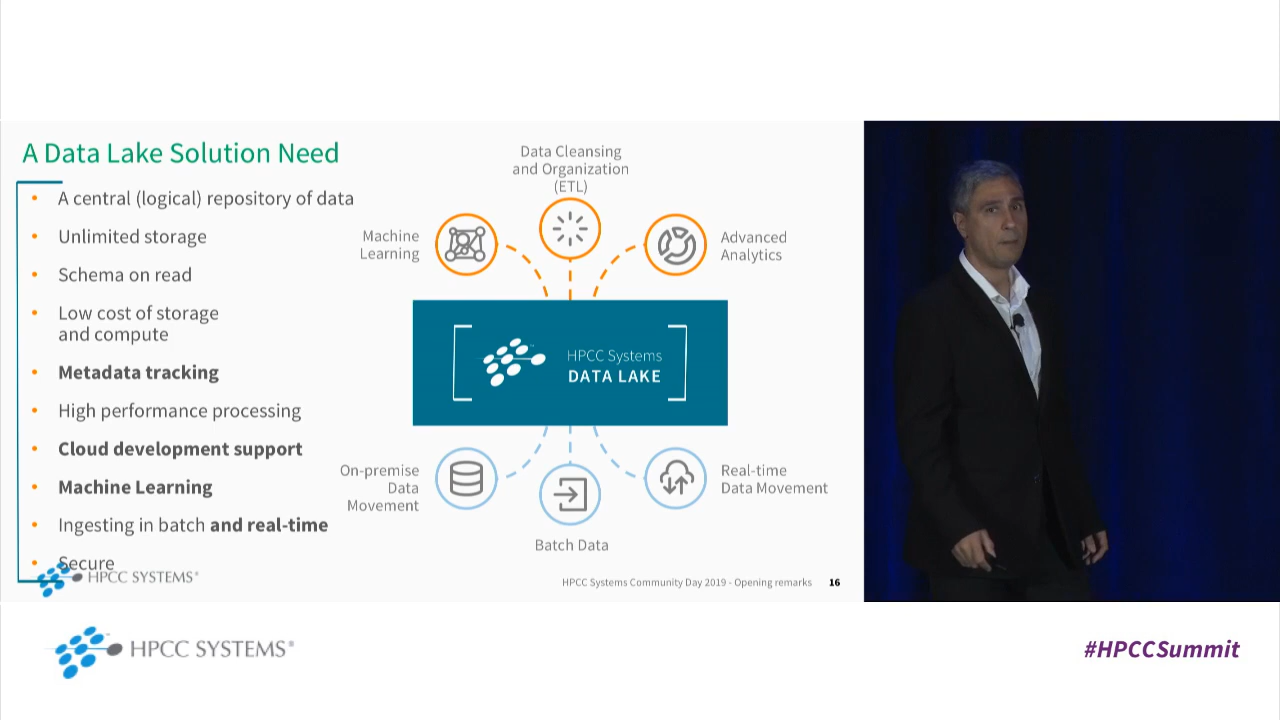 A Data Lake Solution Need
• A central (logical) repository of data
• Unlimited storage
• Schema on read
• Low cost of storage
and compute
• Metadata tracking
• High performance processing
• Cloud development support
• Machine Learning
• Ingesting in batch and real-time
• Secure
Data Cleansing
and Organization
(ETL)
Machine
Learning
Advanced
Analytics
HPCC Systems
DATA LAKE
On-premise
Data
Movement
Batch Data
Real-time
Data Movement
HPCC SYSTEMS®
HPCC Systems Community Day 2019 - Opening remarks 16
HPCC SYSTEMS®
#HPCCSummit